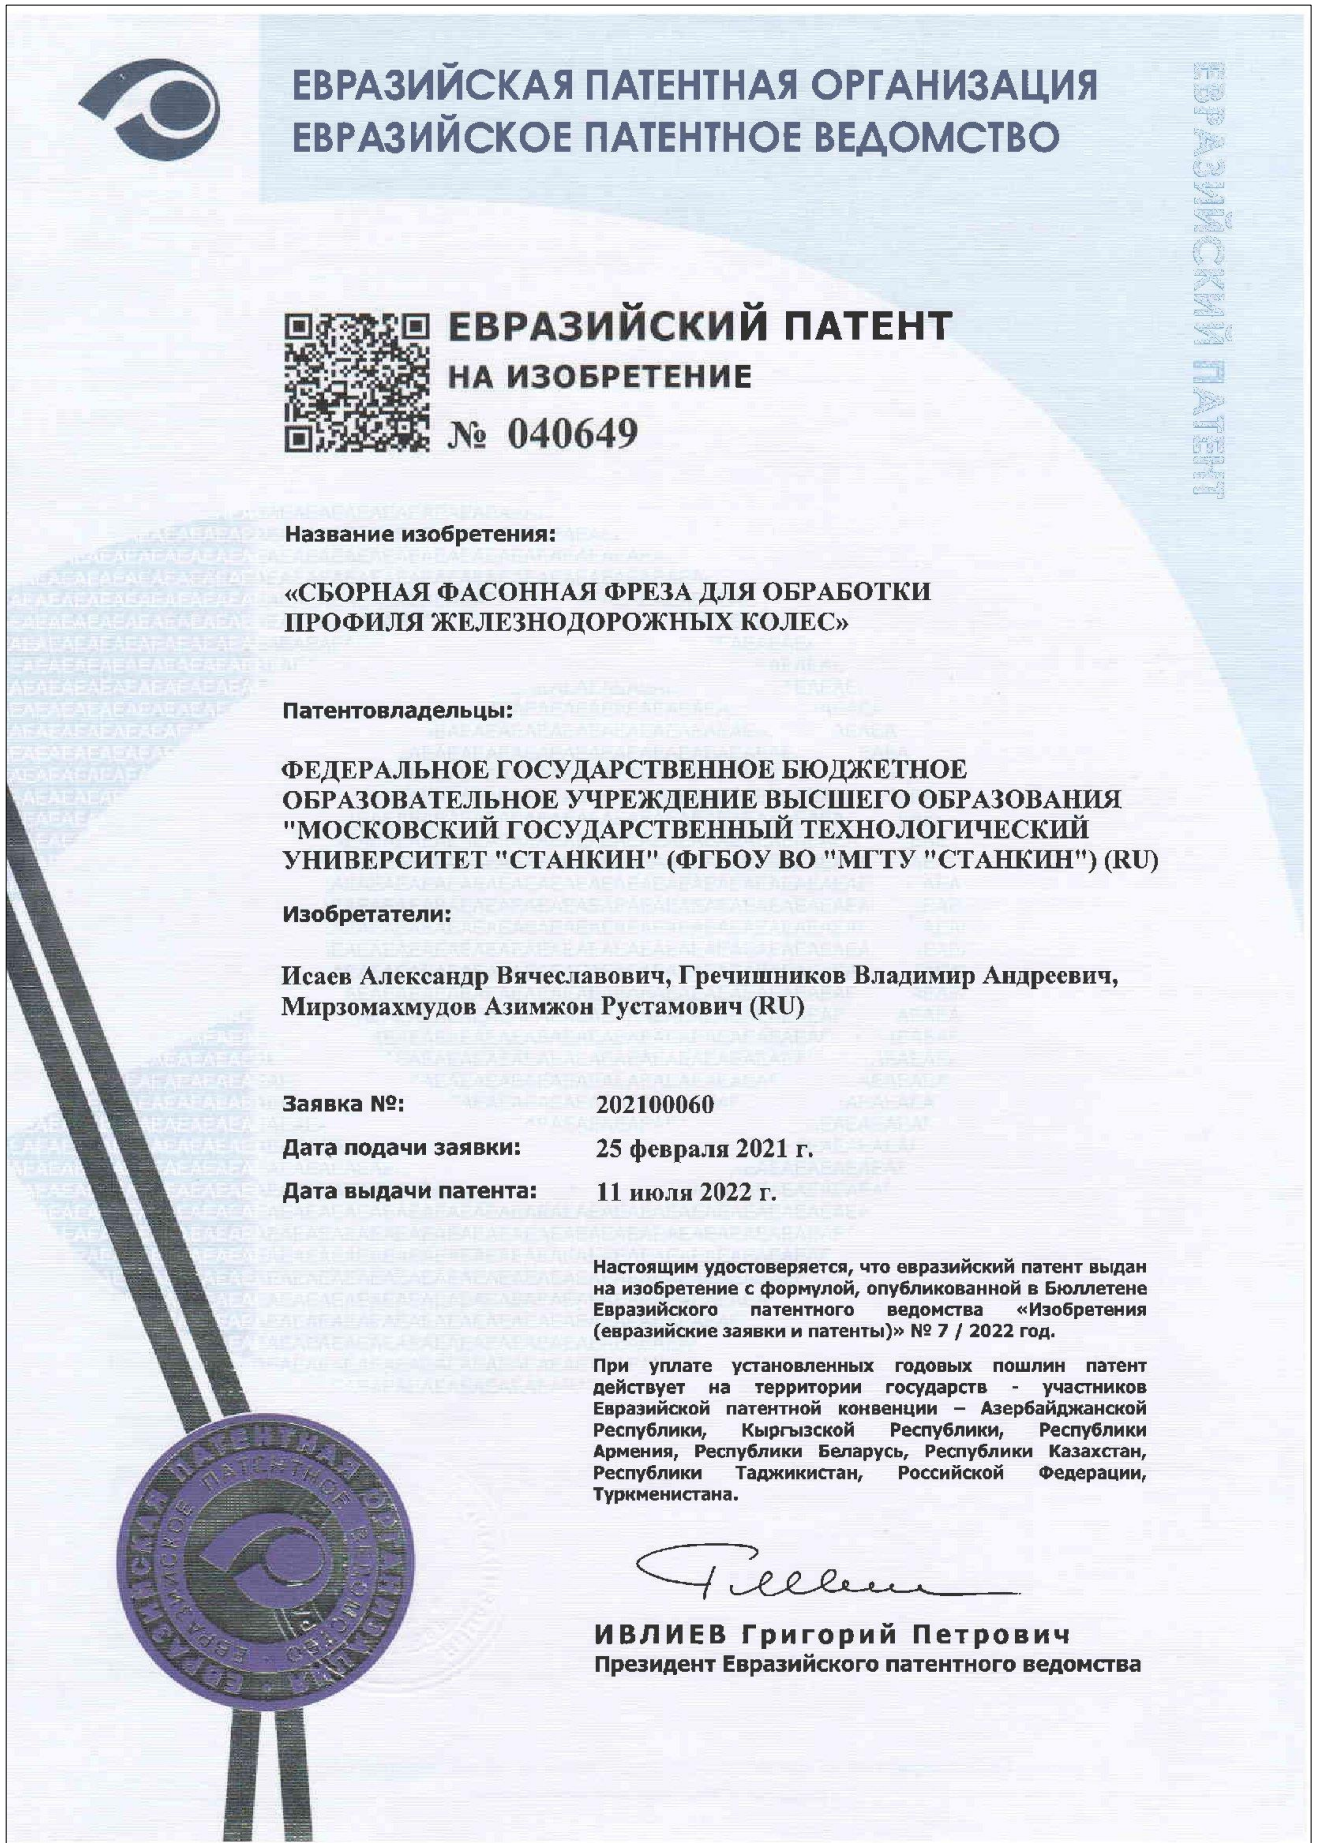 ЕВРАЗИЙСКАЯ ПАТЕНТНАЯ ОРГАНИЗАЦИЯ
ЕВРАЗИЙСКОЕ ПАТЕНТНОЕ ВЕДОМСТВО
ЕВРАЗИЙСКИЙ ПАТЕНТ
ЕВРАЗИЙСКИЙ ПАТЕНТ
НА ИЗОБРЕТЕНИЕ
№ 040649
Название изобретения:
«СБОРНАЯ ФАСОННАЯ ФРЕЗА ДЛЯ ОБРАБОТКИ
ПРОФИЛЯ ЖЕЛЕЗНОДОРОЖНЫХ КОЛЕС»
Патентовладельцы:
ФЕДЕРАЛЬНОЕ ГОСУДАРСТВЕННОЕ БЮДЖЕТНОЕ
ОБРАЗОВАТЕЛЬНОЕ УЧРЕЖДЕНИЕ ВЫСШЕГО ОБРАЗОВАНИЯ
"МОСКОВСКИЙ ГОСУДАРСТВЕННЫЙ ТЕХНОЛОГИЧЕСКИЙ
УНИВЕРСИТЕТ "СТАНКИН" (ФГБОУ ВО "МГТУ "СТАНКИН") (RU)
Изобретатели:
Исаев Александр Вячеславович, Гречишников Владимир Андреевич,
Мирзомахмудов Азимжон Рустамович (RU)
Заявка №: 202100060
Дата подачи заявки: 25 февраля 2021 г.
Дата выдачи патента: 11 июля 2022 г.
Настоящим удостоверяется, что евразийский патент выдан
на изобретение с формулой, опубликованной в Бюллетене
Евразийского патентного ведомства «Изобретения
(евразийские заявки и патенты)» № 7 / 2022 год.
При уплате установленных годовых пошлин патент
действует на территории государств - участников
Евразийской патентной конвенции – Азербайджанской
Республики, Кыргызской Республики, Республики
Армения, Республики Беларусь, Республики Казахстан,
Республики Таджикистан, Российской Федерации,
Туркменистана.
ЕВРАЗИЙСКАЯ ПАТЕНТНАЯ ОРГАНИЗАЦИЯ
ЕВРАЗИЙСКОЕ ПАТЕНТНОЕ ВЕДОМСТВО
ИВЛИЕВ Григорий Петрович
Президент Евразийского патентного ведомства